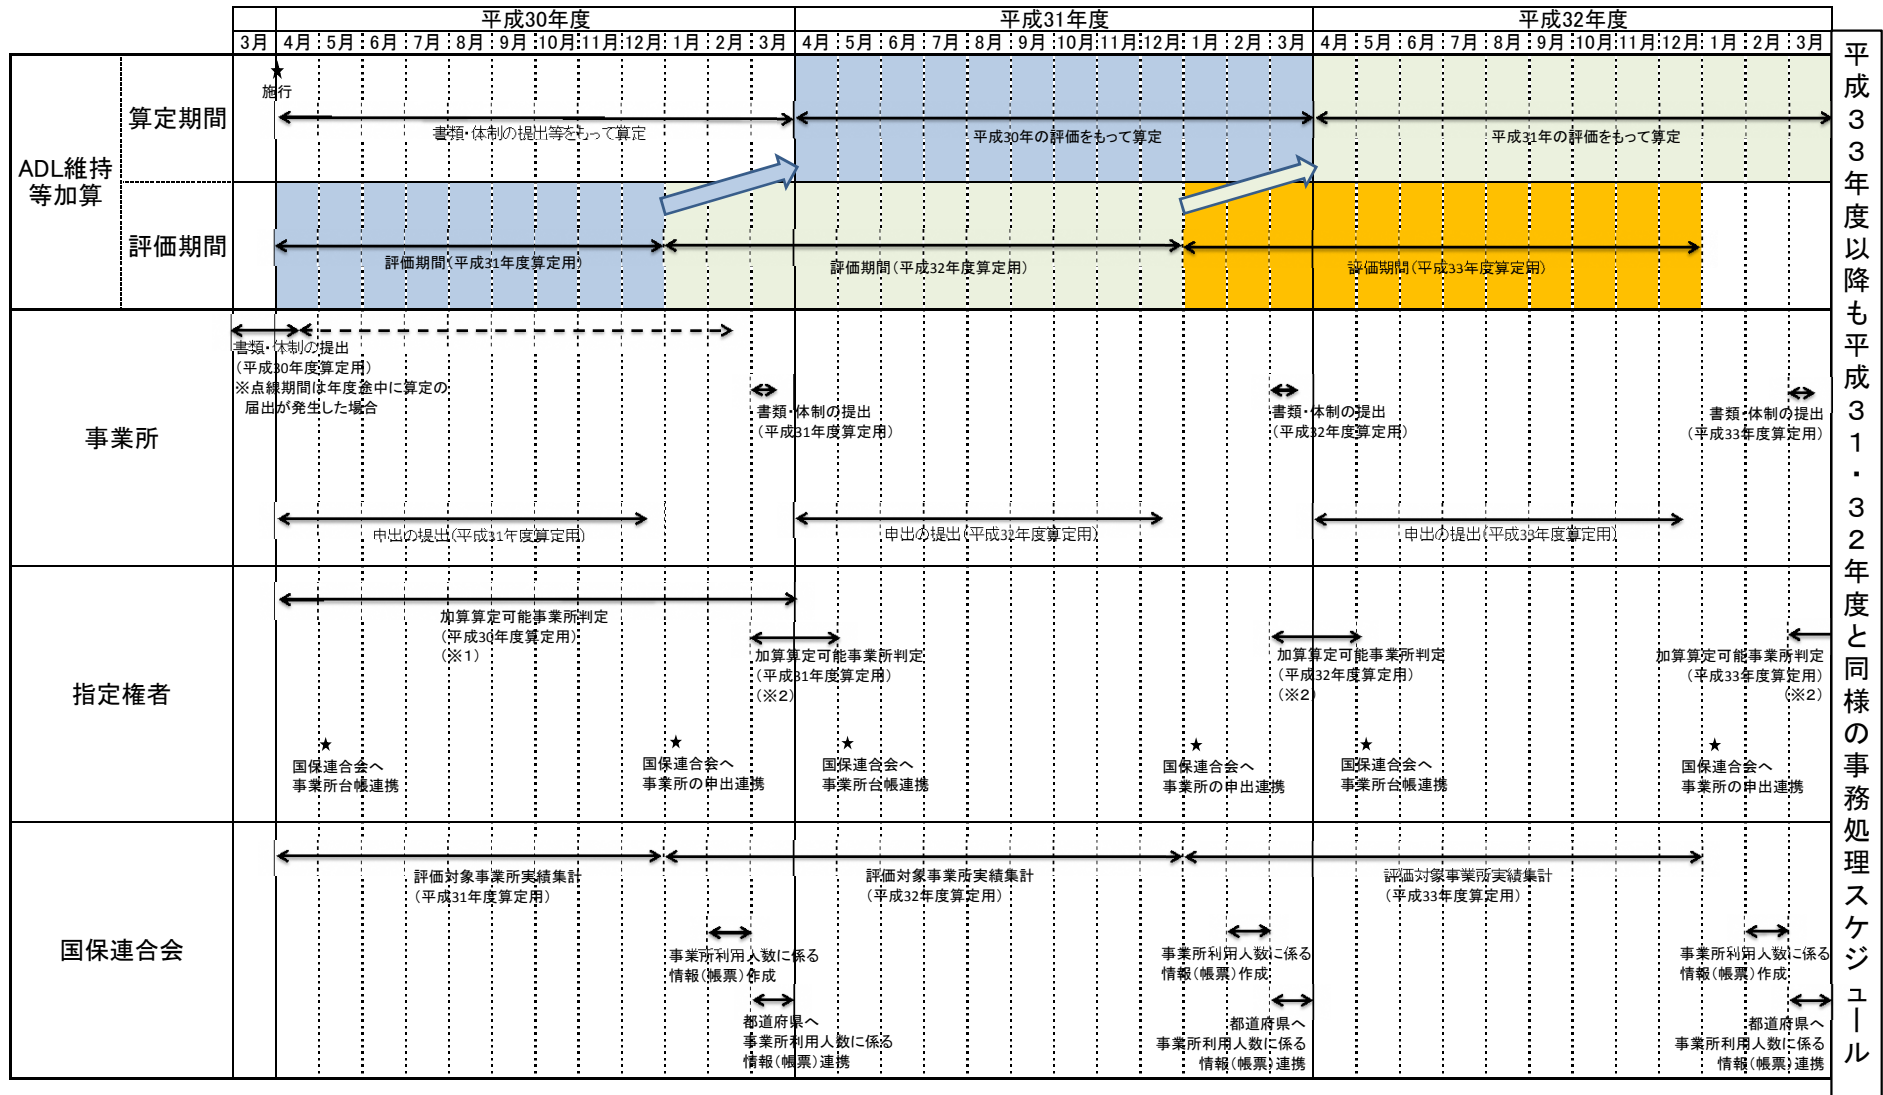 平成30年度 平成31年度 平成32年度
3月 4月 5月 6月 7月 8月 9月 10月 11月 12月 1月 2月 3月 4月 5月 6月 7月 8月 9月 10月 11月 12月 1月 2月 3月 4月 5月 6月 7月 8月 9月 10月 11月 12月 1月 2月 3月
ADL維持
等加算
算定期間
★
施行
書類・体制の提出等をもって算定
平成30年の評価をもって算定
平成31年の評価をもって算定
評価期間
評価期間(平成31年度算定用)
評価期間(平成32年度算定用)
評価期間(平成33年度算定用)
事業所
書類・体制の提出
(平成30年度算定用)
※点線期間は年度途中に算定の
届出が発生した場合
書類・体制の提出
(平成31年度算定用)
書類・体制の提出
(平成32年度算定用)
書類・体制の提出
(平成33年度算定用)
申出の提出(平成31年度算定用)
申出の提出(平成32年度算定用)
申出の提出(平成33年度算定用)
指定権者
加算算定可能事業所判定
(平成30年度算定用)
(※1)
加算算定可能事業所判定
(平成31年度算定用)
(※2)
加算算定可能事業所判定
(平成32年度算定用)
(※2)
加算算定可能事業所判定
(平成33年度算定用)
(※2)
★
国保連合会へ
事業所台帳連携
★
国保連合会へ
事業所の申出連携
★
国保連合会へ
事業所台帳連携
★
国保連合会へ
事業所の申出連携
★
国保連合会へ
事業所台帳連携
★
国保連合会へ
事業所の申出連携
国保連合会
評価対象事業所実績集計
(平成31年度算定用)
評価対象事業所実績集計
(平成32年度算定用)
評価対象事業所実績集計
(平成33年度算定用)
事業所利用人数に係る
情報(帳票)作成
事業所利用人数に係る
情報(帳票)作成
事業所利用人数に係る
情報(帳票)作成
都道府県へ
事業所利用人数に係る
情報(帳票)連携
都道府県へ
事業所利用人数に係る
情報(帳票)連携
都道府県へ
事業所利用人数に係る
情報(帳票)連携
平成33年度以降も平成31・32年度と同様の事務処理スケジュール